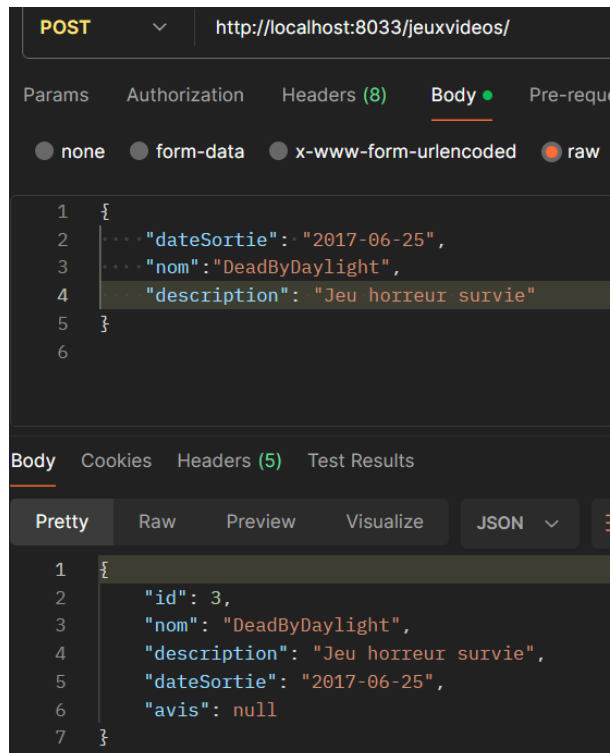 POST http://localhost:8033/jeuxvideos/
Params Authorization Headers (8) Body Pre-requ
none form-data x-www-form-urlencoded raw
1 {
2 "dateSortie": "2017-06-25",
3 "nom":"DeadByDaylight",
4 "description": "Jeu horreur survie"
5 }
6
Body Cookies Headers (5) Test Results
Pretty Raw Preview Visualize JSON
1 {
2 "id": 3,
3 "nom": "DeadByDaylight",
4 "description": "Jeu horreur survie",
5 "dateSortie": "2017-06-25",
6 "avis": null
7 }